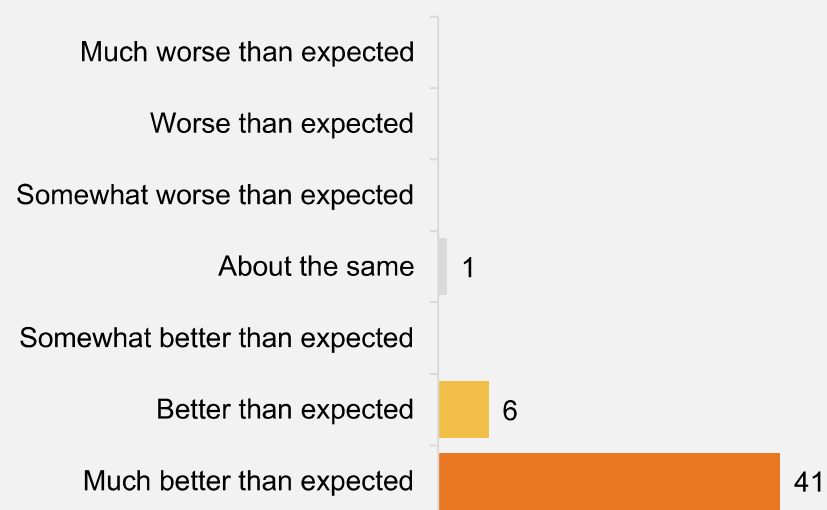 Much worse than expected
Worse than expected
Somewhat worse than expected
About the same 1
Somewhat better than expected
Better than expected 6
Much better than expected 41